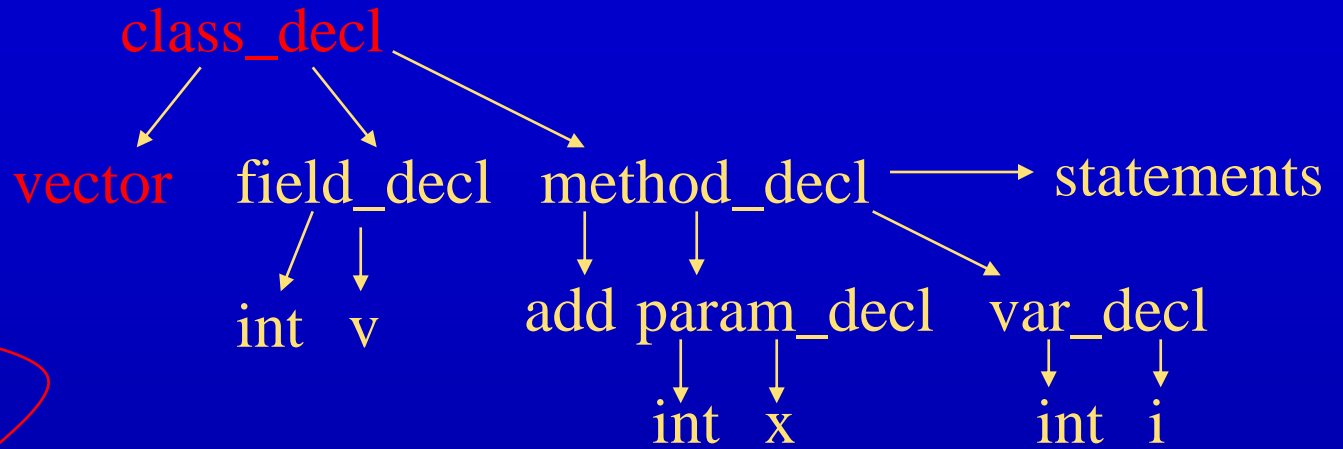 class_decl
vector field_decl method_decl statements
int v add param_decl var_decl
int x int i